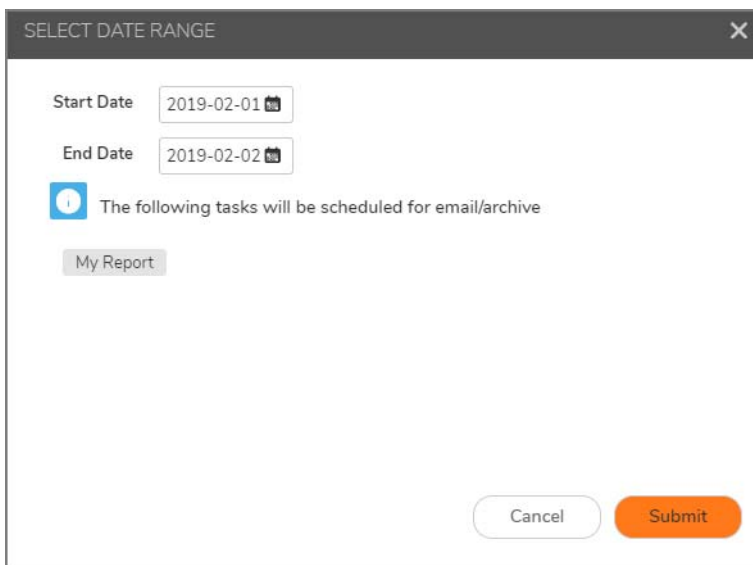 SELECT DATE RANGE
Start Date 2019-02-01
End Date 2019-02-02
The following tasks will be scheduled for email/archive
My Report
Cancel Submit